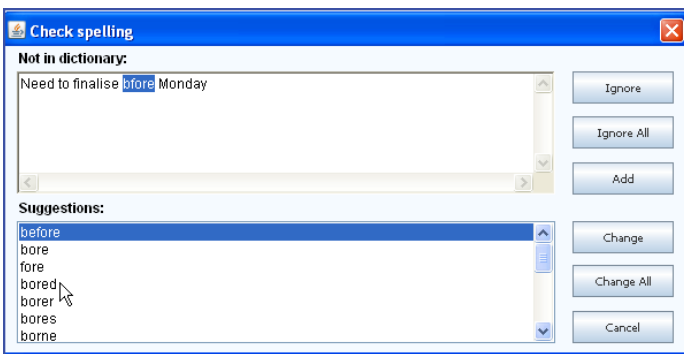 Check spelling
Not in dictionary:
Need to finalise bfore Monday
Ignore
Ignore All
Add
Suggestions:
before
bore
fore
bored
borer
bores
borne
Change
Change All
Cancel